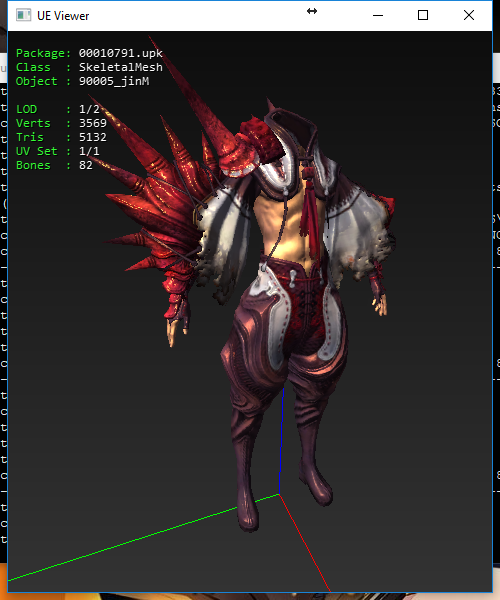 UE Viewer
Package: 00010791.upk
Class : SkeletalMesh
Object : 90005_jinM
LOD : 1/2
Verts : 3569
Tris : 5132
UV Set : 1/1
Bones : 82